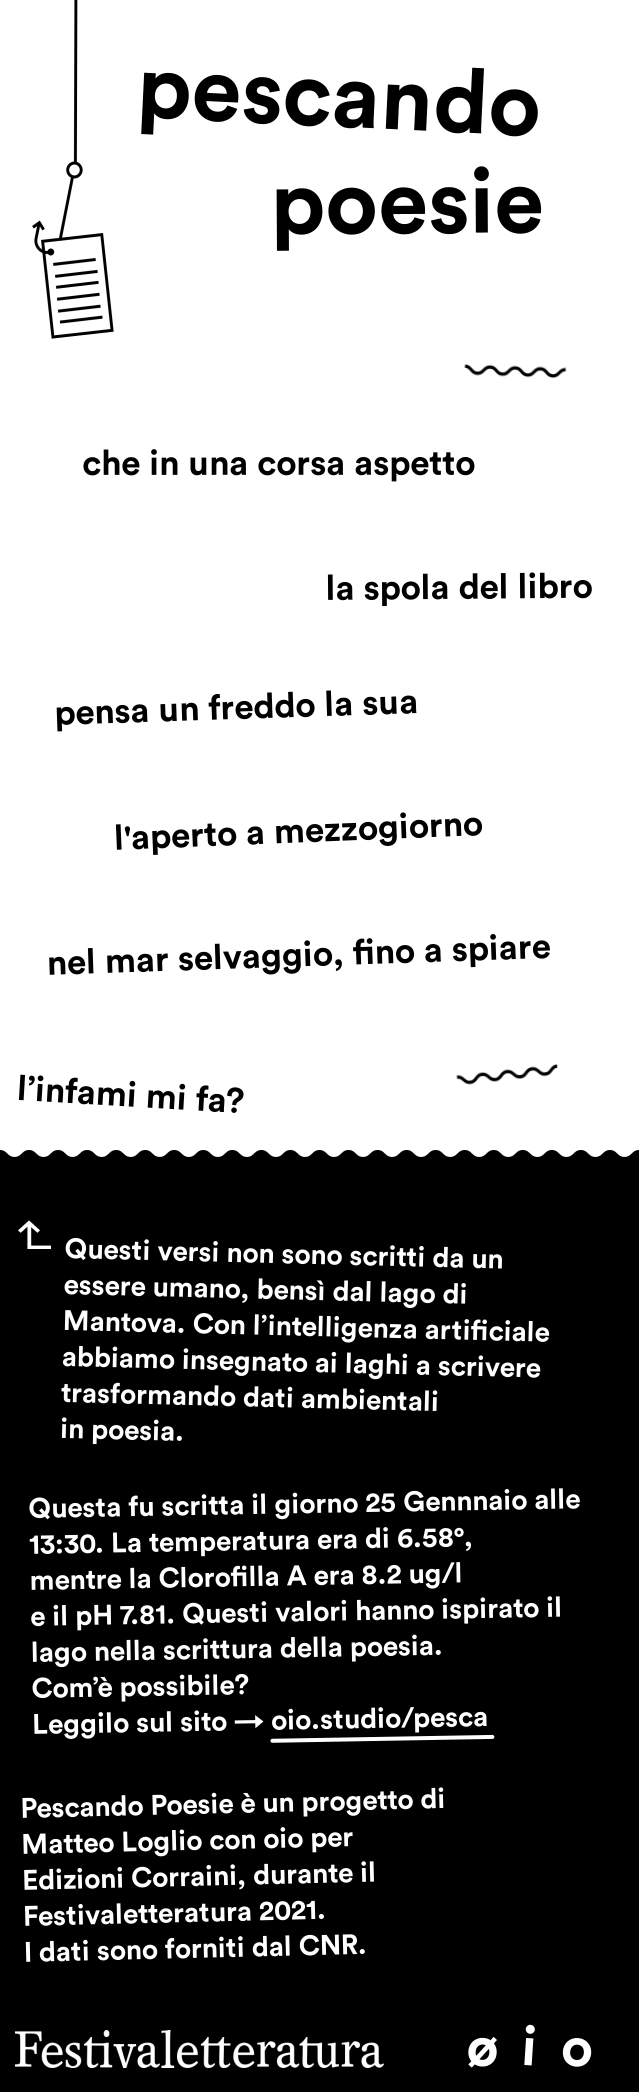 pescando
poesie
che in una corsa aspetto
la spola del libro
pensa un freddo la sua
l'aperto a mezzogiorno
nel mar selvaggio, fino a spiare
l’infami mi fa?
Questi versi non sono scritti da un
essere umano, bensì dal lago di
Mantova. Con l’intelligenza artificiale
abbiamo insegnato ai laghi a scrivere
trasformando dati ambientali
in poesia.
Questa fu scritta il giorno 25 Gennnaio alle
13:30. La temperatura era di 6.58°,
mentre la Clorofilla A era 8.2 ug/l
e il pH 7.81. Questi valori hanno ispirato il
lago nella scrittura della poesia.
Com’è possibile?
Leggilo sul sito → oio.studio/pesca
Pescando Poesie è un progetto di
Matteo Loglio con oio per
Edizioni Corraini, durante il
Festivaletteratura 2021.
I dati sono forniti dal CNR.
Festivaletteratura øio